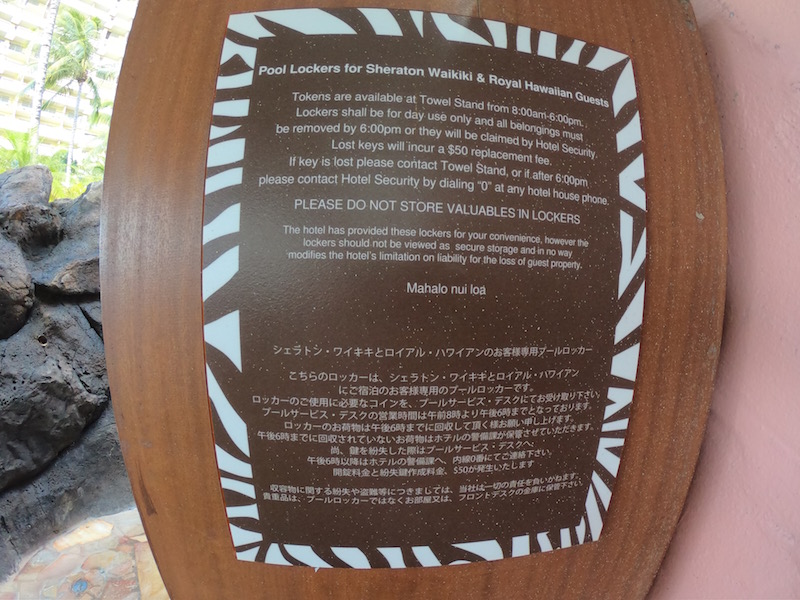 Pool Lockers for Sheraton Waikiki & Royal Hawaiian Guests
Tokens are available at Towel Stand from 8:00am-6:00pm.
Lockers shall be for day use only and all belongings must
be removed by 6:00pm or they will be claimed by Hotel Security.
Lost keys will incur a $50 replacement fee.
If key is lost please contact Towel Stand, or if after 6:00pm
please contact Hotel Security by dialing "0" at any hotel house phone.
PLEASE DO NOT STORE VALUABLES IN LOCKERS
The hotel has provided these lockers for your convenience, however the
lockers should not be viewed as secure storage and in no way
modifies the hotel's limitation on liability for the loss of guest property.
Mahalo nui loa
シェラトン・ワイキキとロイアル・ハワイアンのお客様専用プールロッカー
こちらのロッカーは、シェラトン・ワイキキとロイアル・ハワイアン
にご宿泊のお客様専用のプールロッカーです。
ロッカーのご使用に必要なコインを、プールサービス・デスクにてお受け取り下さい。
プールサービス・デスクの営業時間は午前8時より午後6時までとなっております。
ロッカーのお荷物は午後6時までに回収して頂く様お願い申し上げます。
午後6時までに回収されていないお荷物はホテルの警備課が保管させていただきます。
尚、鍵を紛失した際はプールサービス・デスクへ、
午後6時以降はホテルの警備課へ、内線0番にてご連絡下さい。
開錠料金と紛失鍵作成料金、$50が発生いたします
収容物に関する紛失や盗難等につきましては、当社は一切の責任を負いかねます。
貴重品は、プールロッカーではなくお部屋又は、フロントデスクの金庫に保管下さい。